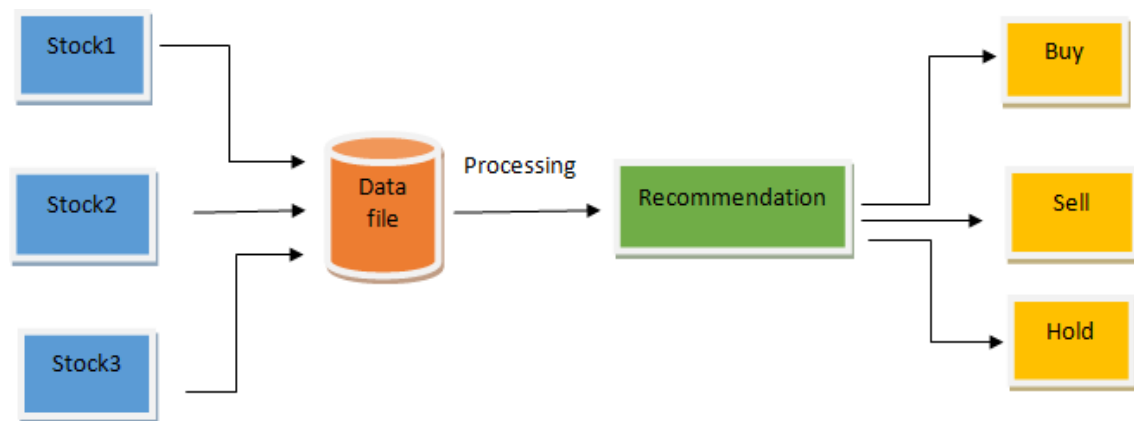 Stock1
Stock2
Stock3
Data
file
Processing
Recommendation
Buy
Sell
Hold